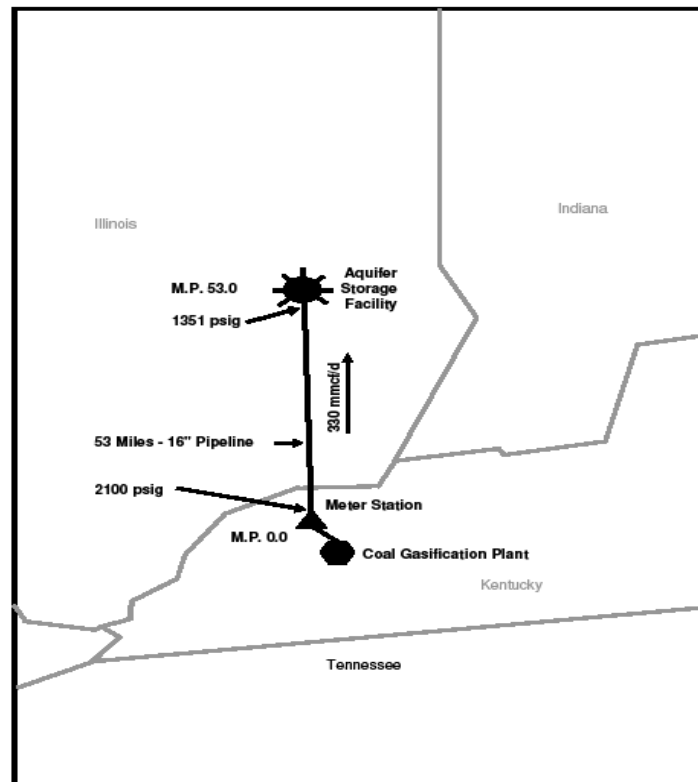 Indiana
Illinois
Aquifer
Storage
Facility
M.P. 53.0
1351 psig
330 mmcf/d
53 Miles - 16" Pipeline
2100 psig
Meter Station
M.P. 0.0
Coal Gasification Plant
Kentucky
Tennessee